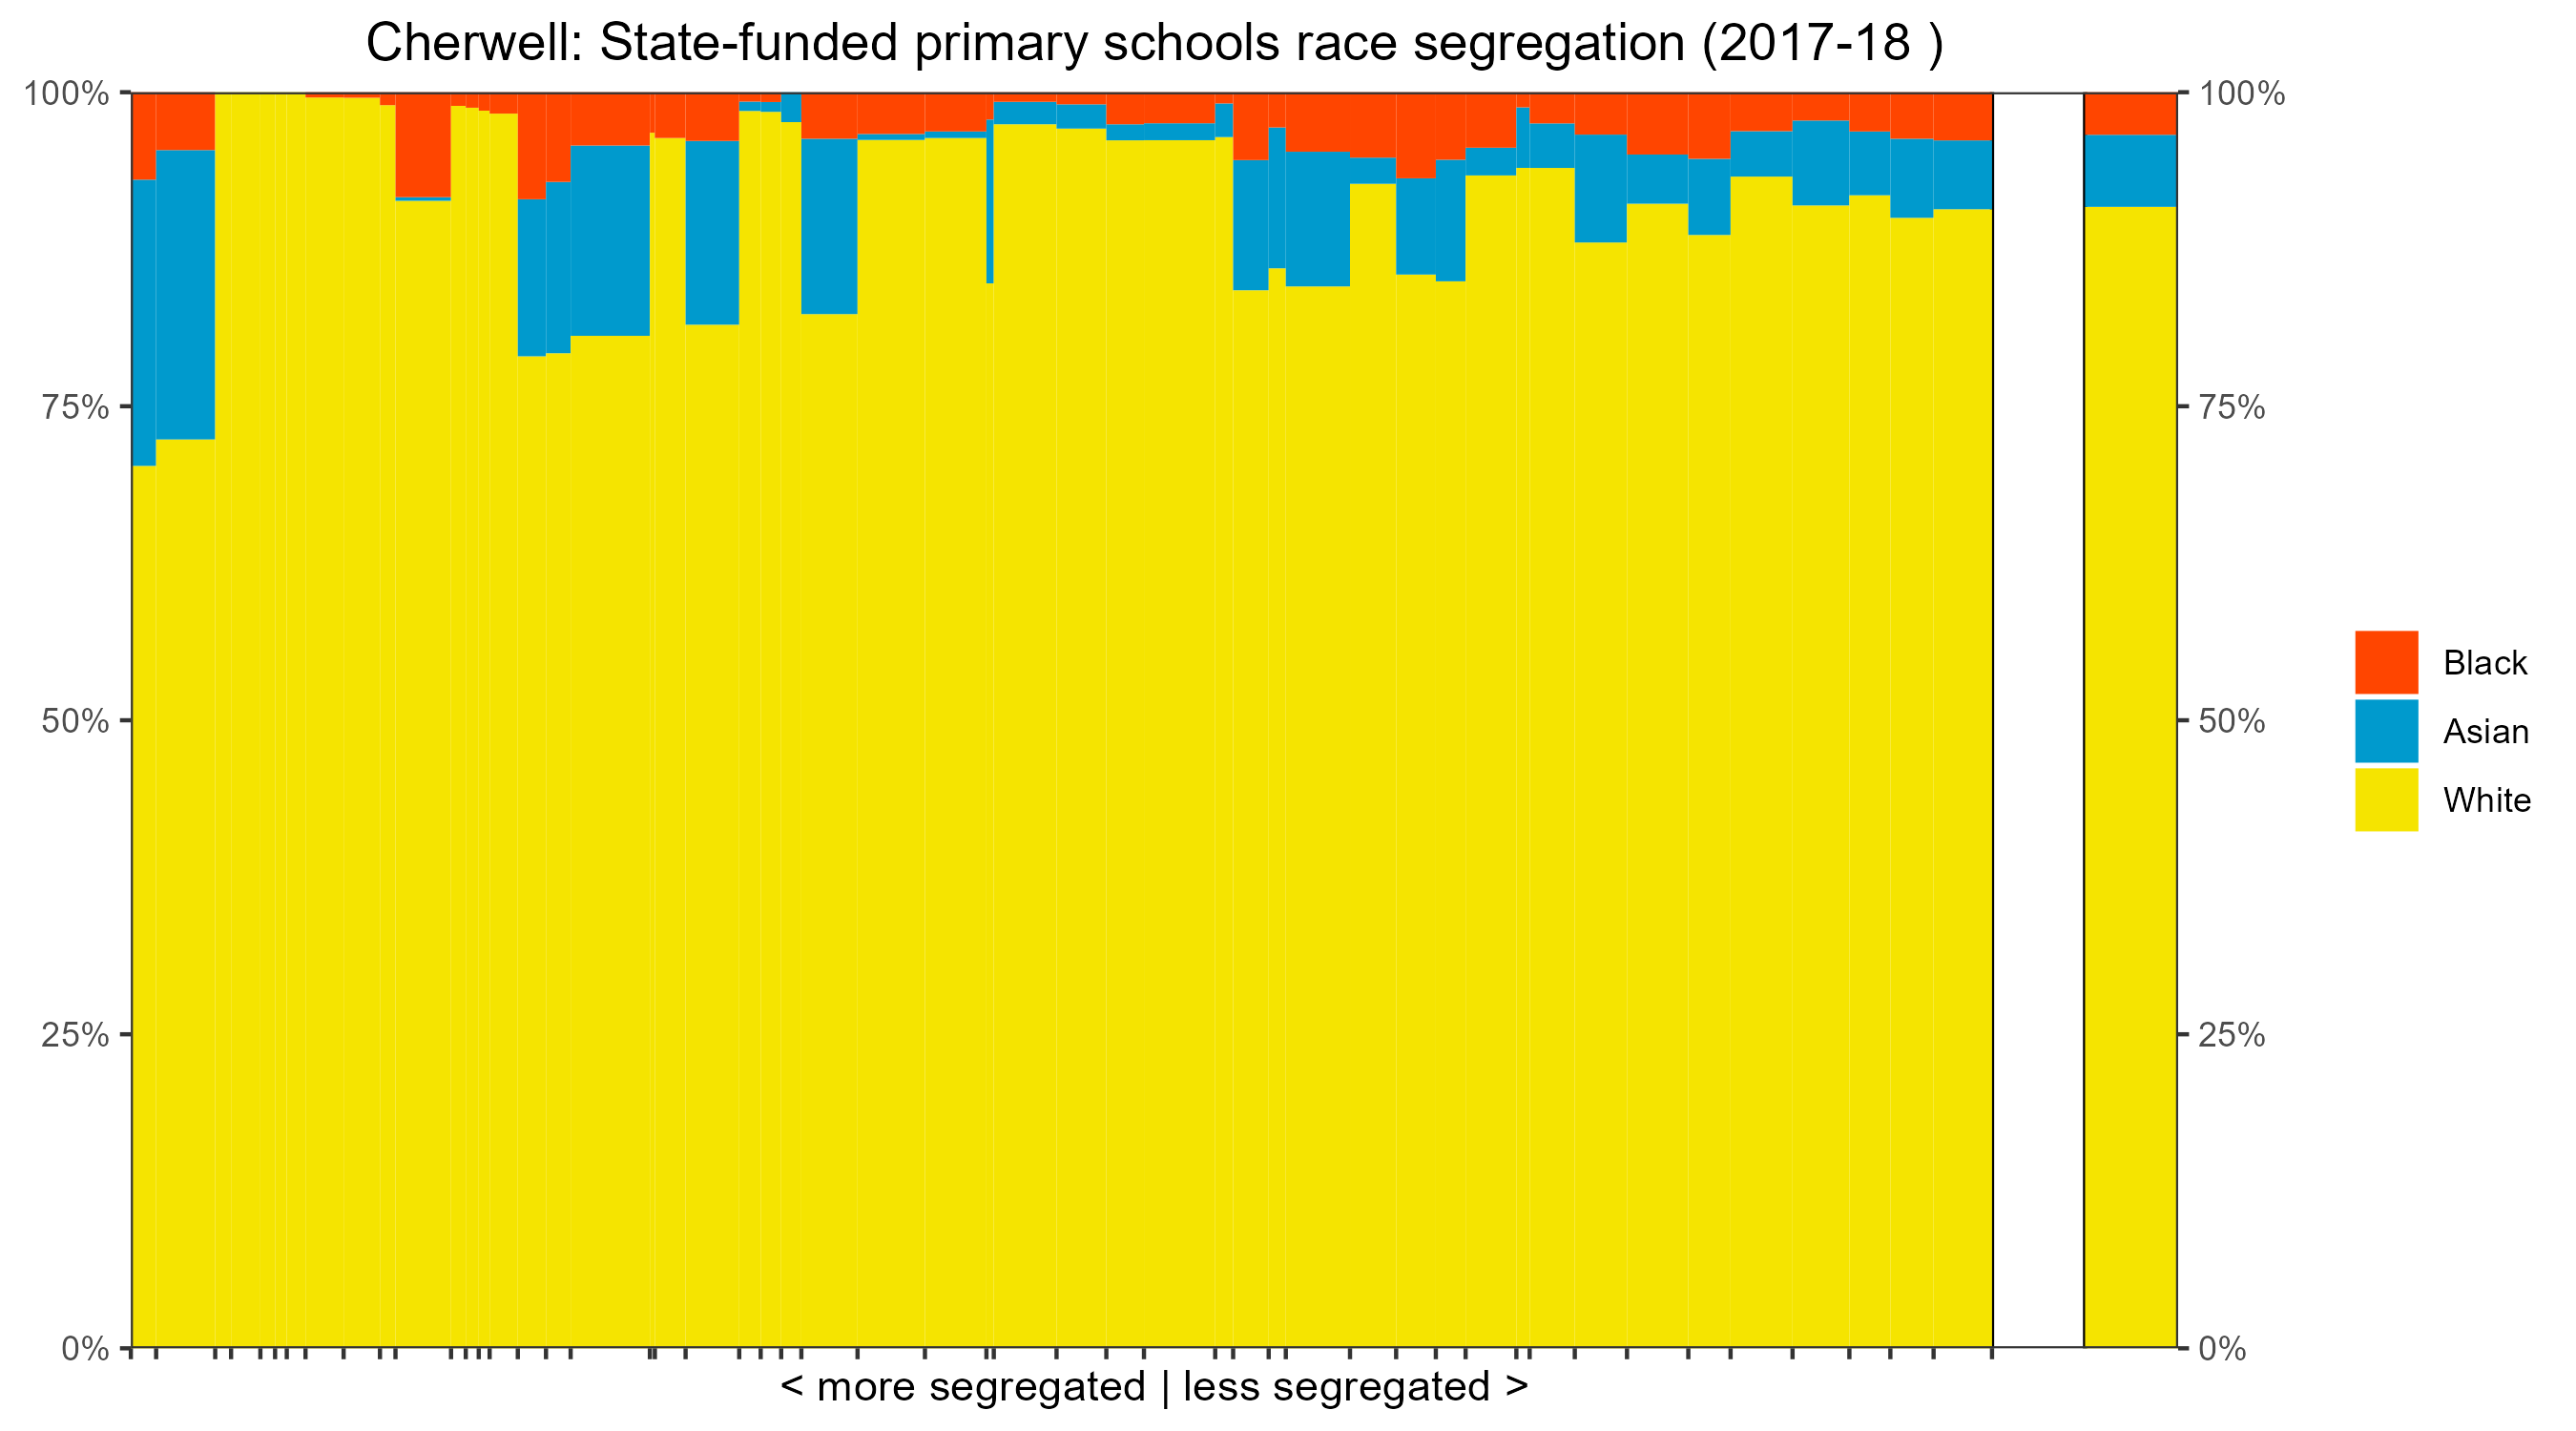 Cherwell: State-funded primary schools race segregation (2017-18 )
100%
75%
50%
25%
0%
100%
75%
50%
25%
0%
Black
Asian
White
< more segregated | less segregated >